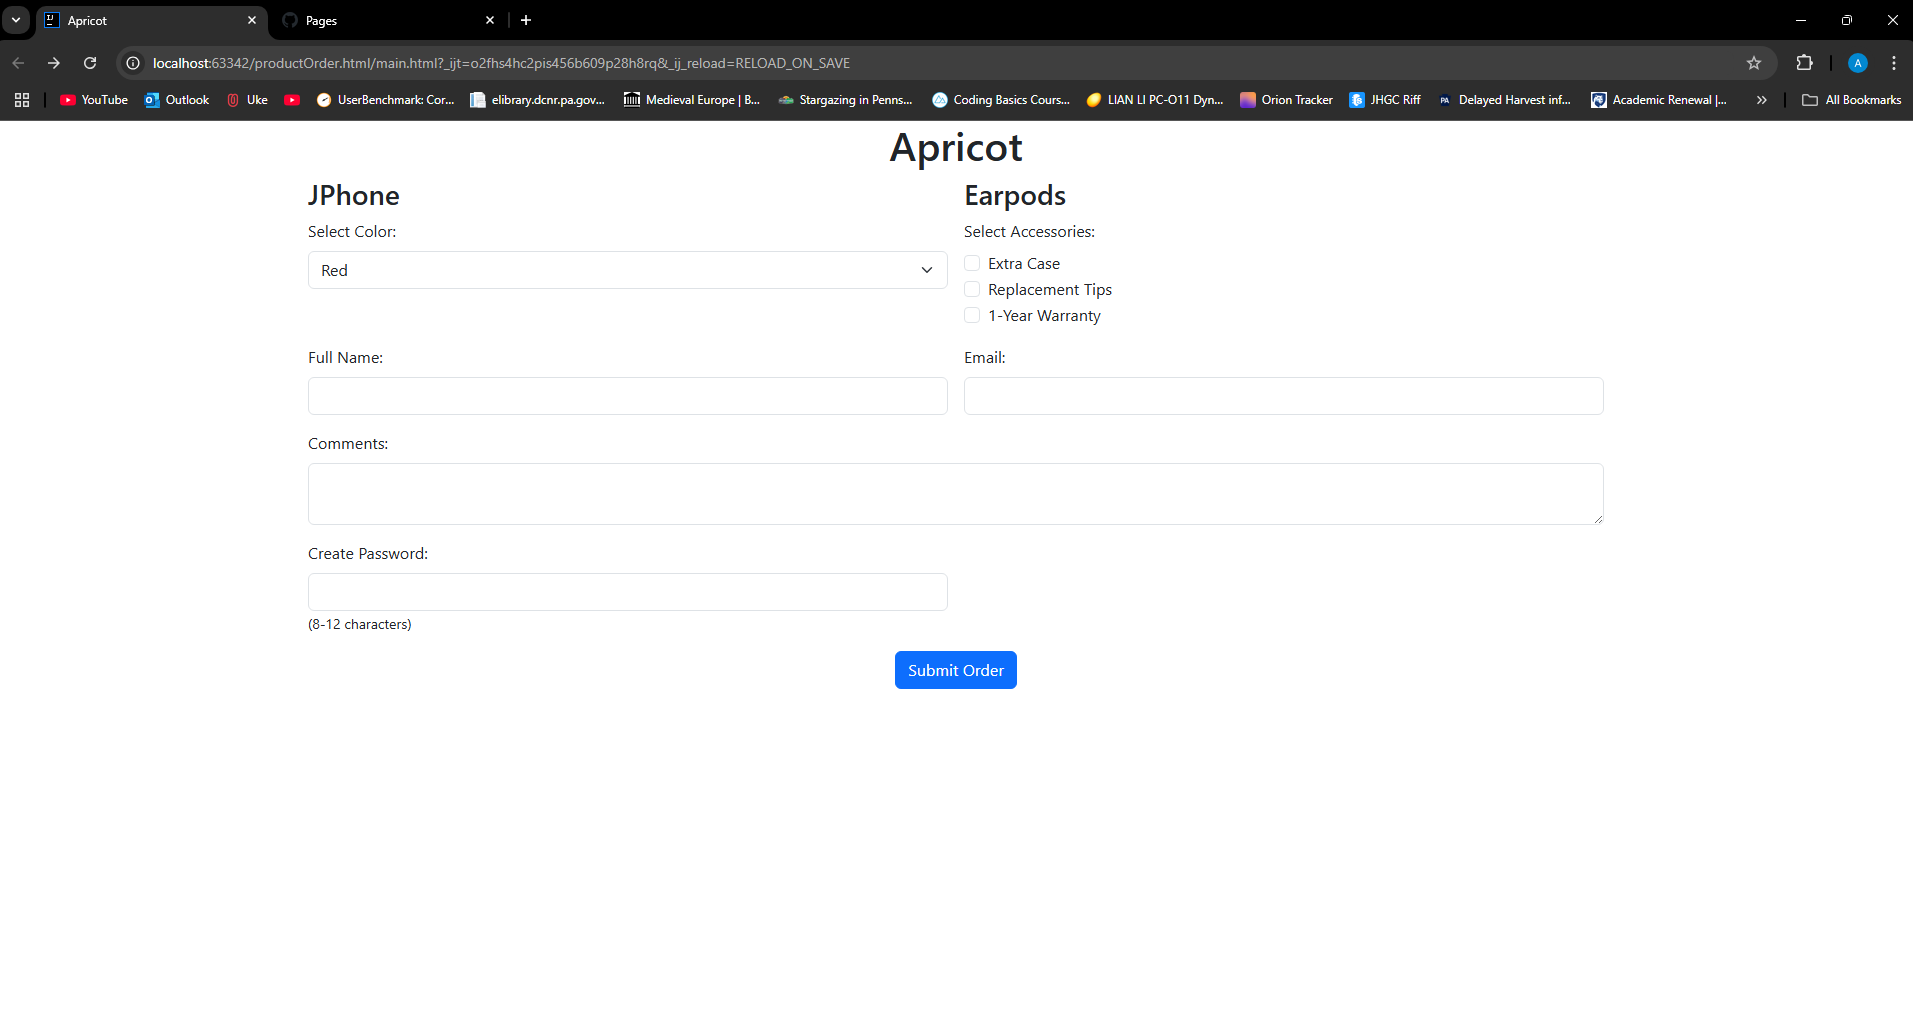 Apricot
Pages
localhost:63342/productOrder.html/main.html?_ijt=o2fhs4hc2pis456b609p28h8rq&_ij_reload=RELOAD_ON_SAVE
A
YouTube Outlook Uke UserBenchmark: Cor... elibrary.dcnr.pa.gov... Medieval Europe | B... Stargazing in Penns... Coding Basics Cours... LIAN LI PC-O11 Dyn... Orion Tracker JHGC Riff PA Delayed Harvest inf... Academic Renewal |... » All Bookmarks
Apricot
JPhone
Select Color:
Red
Earpods
Select Accessories:
Extra Case
Replacement Tips
1-Year Warranty
Full Name:
Email:
Comments:
Create Password:
(8-12 characters)
Submit Order